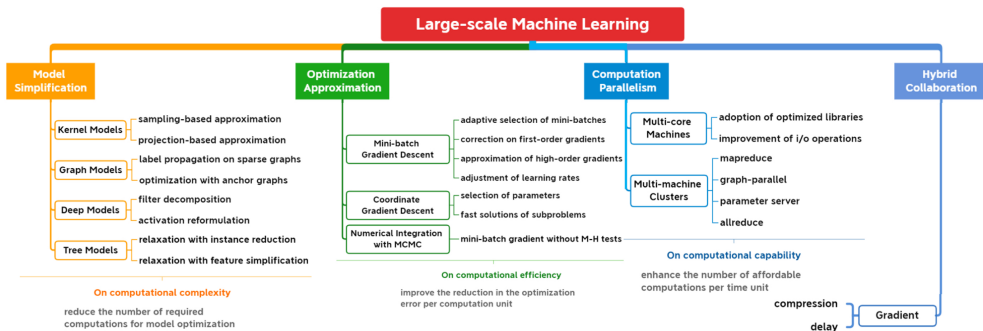 Large-scale Machine Learning
Model
Simplification
Kernel Models
sampling-based approximation
projection-based approximation
Graph Models
label propagation on sparse graphs
optimization with anchor graphs
Deep Models
filter decomposition
activation reformulation
Tree Models
relaxation with instance reduction
relaxation with feature simplification
On computational complexity
reduce the number of required
computations for model optimization
Optimization
Approximation
Mini-batch
Gradient Descent
adaptive selection of mini-batches
correction on first-order gradients
approximation of high-order gradients
adjustment of learning rates
Coordinate
Gradient Descent
selection of parameters
fast solutions of subproblems
Numerical Integration
with MCMC
mini-batch gradient without M-H tests
On computational efficiency
improve the reduction in the optimization
error per computation unit
Computation
Parallelism
Multi-core
Machines
adoption of optimized libraries
improvement of i/o operations
Multi-machine
Clusters
mapreduce
graph-parallel
parameter server
allreduce
On computational capability
enhance the number of affordable
computations per time unit
Hybrid
Collaboration
Gradient
compression
delay